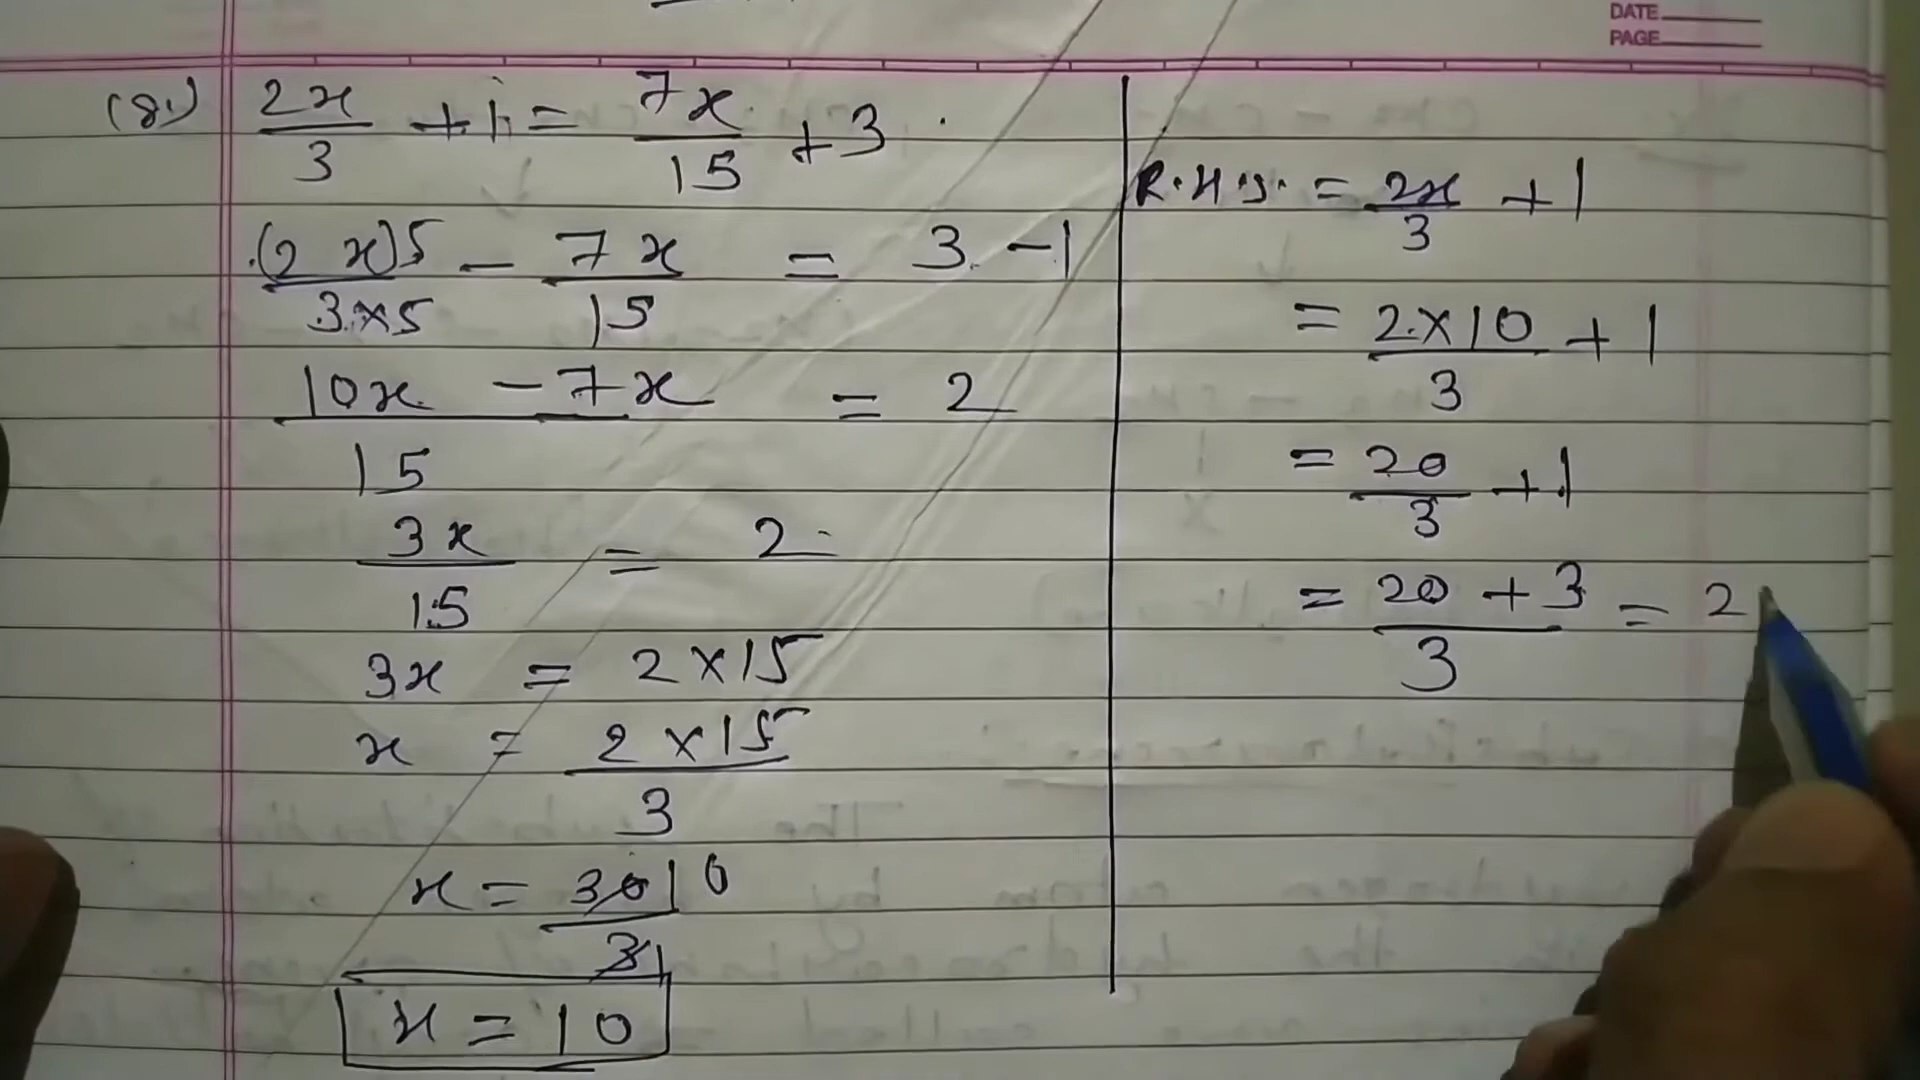 DATE
PAGE
(8.) 2x/3 + 1 = 7x/15 + 3
(2x)5/3×5 - 7x/15 = 3 - 1
10x - 7x/15 = 2
3x/15 = 2
3x = 2×15
x = 2×15/3
x = 30/3 10/1
x = 10
R.H.S. = 2x/3 + 1
= 2×10/3 + 1
= 20/3 + 1
= 20 + 3/3 = 2